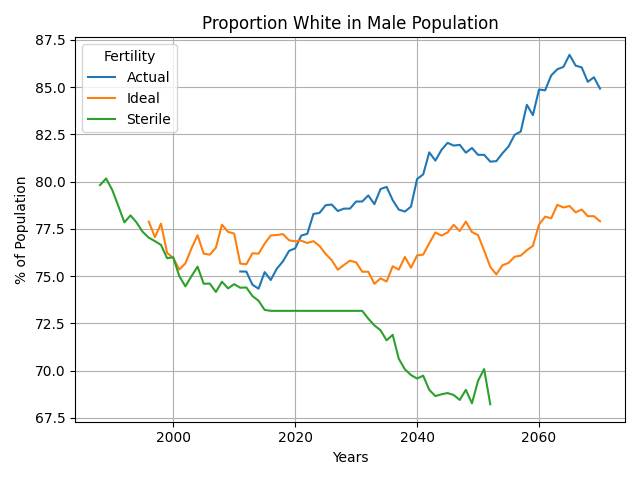 Proportion White in Male Population
Fertility
Actual
Ideal
Sterile
% of Population
87.5
85.0
82.5
80.0
77.5
75.0
72.5
70.0
67.5
2000
2020
2040
2060
Years